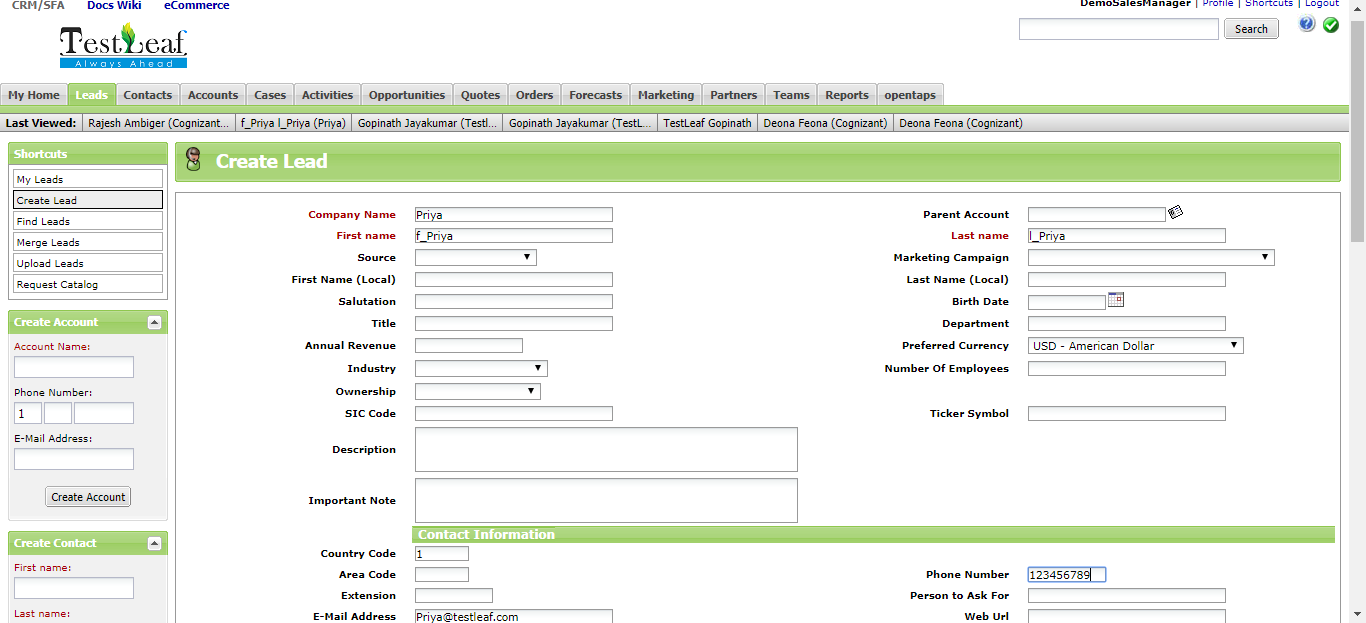 CRM/SFA Docs Wiki eCommerce
DemoSalesManager | Profile | Shortcuts | Logout
TestLeaf
Always Ahead
Search
My Home Leads Contacts Accounts Cases Activities Opportunities Quotes Orders Forecasts Marketing Partners Teams Reports opentaps
Last Viewed: Rajesh Ambiger (Cognizant... f_Priya l_Priya (Priya) Gopinath Jayakumar (Testl... Gopinath Jayakumar (TestL... TestLeaf Gopinath Deona Feona (Cognizant) Deona Feona (Cognizant)
Shortcuts
My Leads
Create Lead
Find Leads
Merge Leads
Upload Leads
Request Catalog
Create Account
Account Name:
Phone Number:
1
E-Mail Address:
Create Account
Create Contact
First name:
Last name:
Create Lead
Company Name Priya Parent Account
First name f_Priya Last name l_Priya
Source Marketing Campaign
First Name (Local) Last Name (Local)
Salutation Birth Date
Title Department
Annual Revenue Preferred Currency USD - American Dollar
Industry Number Of Employees
Ownership
SIC Code Ticker Symbol
Description
Important Note
Contact Information
Country Code 1
Area Code Phone Number 123456789
Extension Person to Ask For
E-Mail Address Priya@testleaf.com Web Url